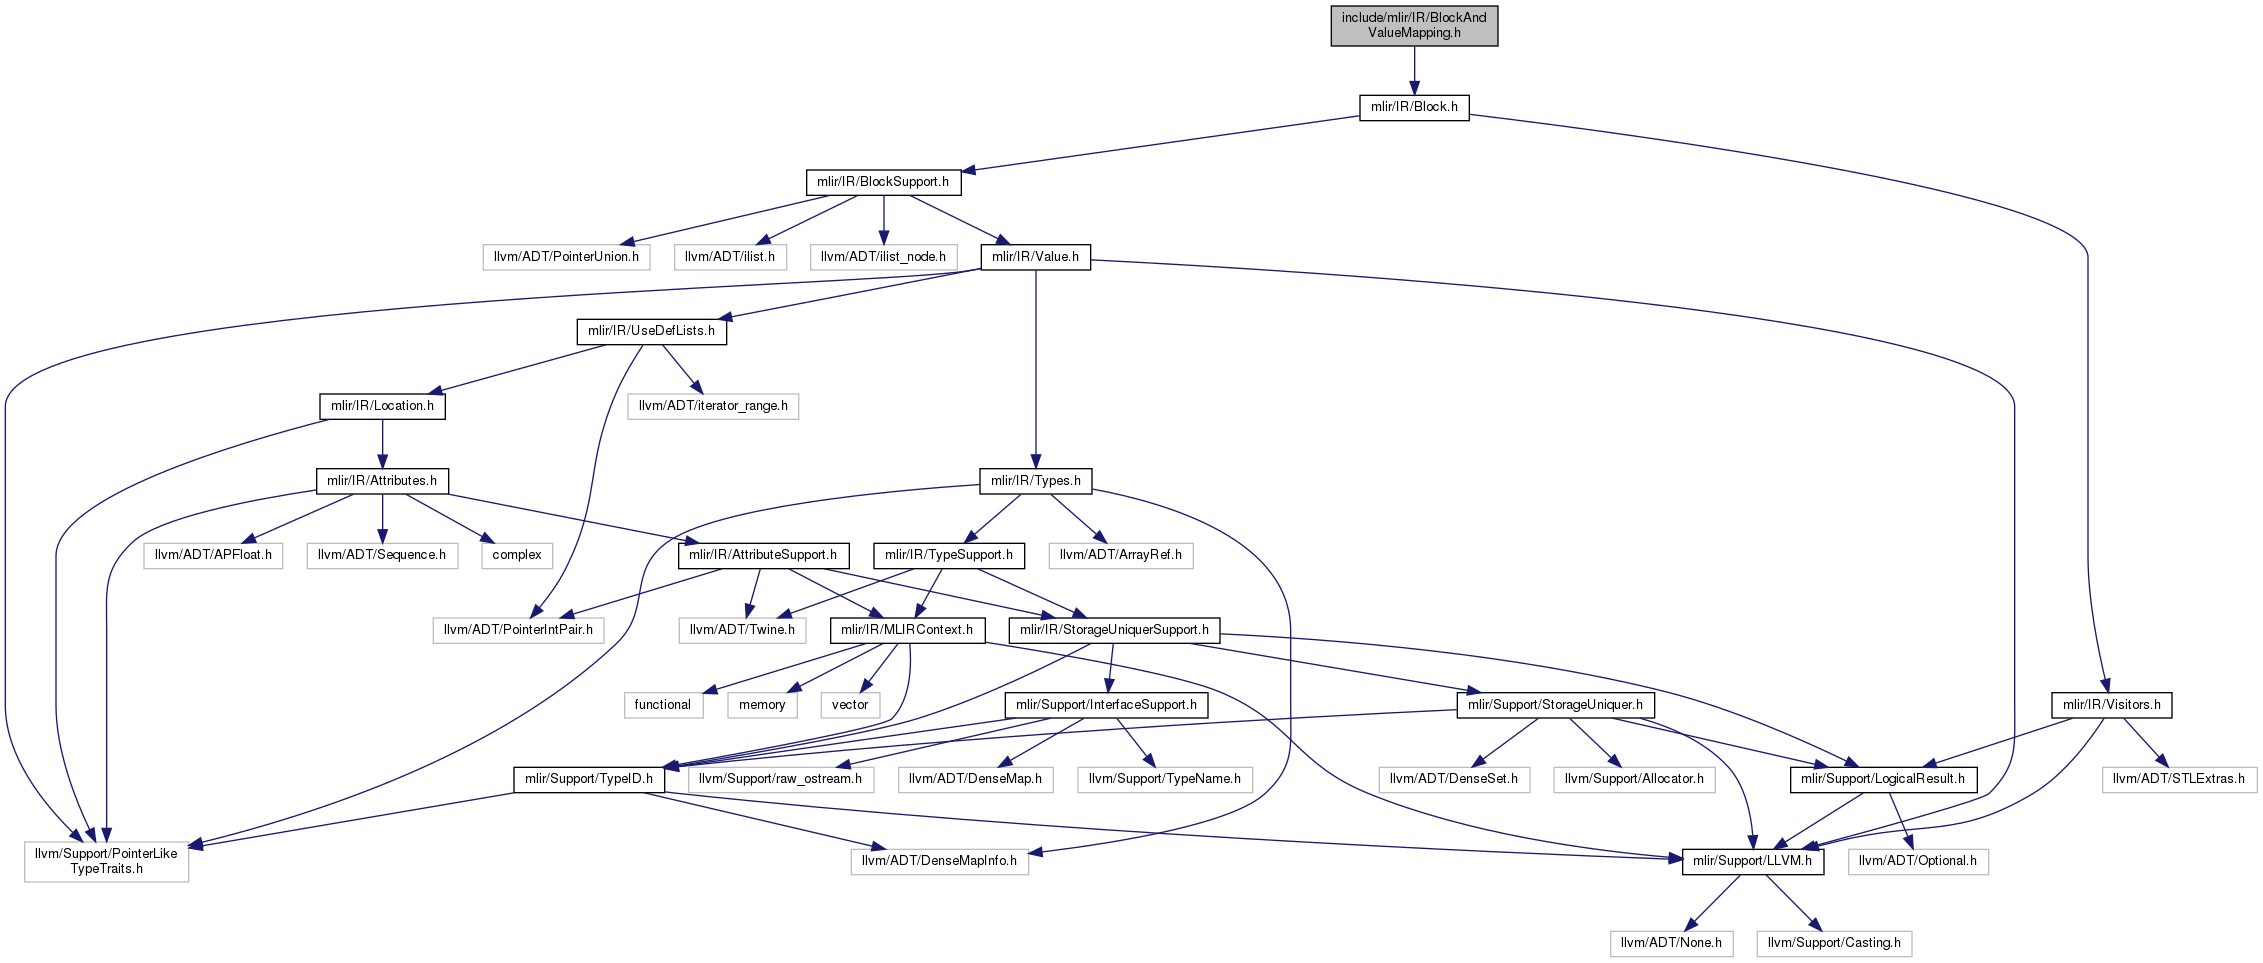 include/mlir/IR/BlockAnd
ValueMapping.h
mlir/IR/Block.h
mlir/IR/BlockSupport.h
llvm/ADT/PointerUnion.h
llvm/ADT/ilist.h
llvm/ADT/ilist_node.h
mlir/IR/Value.h
mlir/IR/UseDefLists.h
mlir/IR/Location.h
llvm/ADT/iterator_range.h
mlir/IR/Attributes.h
mlir/IR/Types.h
llvm/ADT/APFloat.h
llvm/ADT/Sequence.h
complex
mlir/IR/AttributeSupport.h
mlir/IR/TypeSupport.h
llvm/ADT/ArrayRef.h
llvm/ADT/PointerIntPair.h
llvm/ADT/Twine.h
mlir/IR/MLIRContext.h
mlir/IR/StorageUniquerSupport.h
functional
memory
vector
mlir/Support/InterfaceSupport.h
mlir/Support/StorageUniquer.h
mlir/IR/Visitors.h
mlir/Support/TypeID.h
llvm/Support/raw_ostream.h
llvm/ADT/DenseMap.h
llvm/Support/TypeName.h
llvm/ADT/DenseSet.h
llvm/Support/Allocator.h
mlir/Support/LogicalResult.h
llvm/ADT/STLExtras.h
llvm/Support/PointerLike
TypeTraits.h
llvm/ADT/DenseMapInfo.h
mlir/Support/LLVM.h
llvm/ADT/Optional.h
llvm/ADT/None.h
llvm/Support/Casting.h